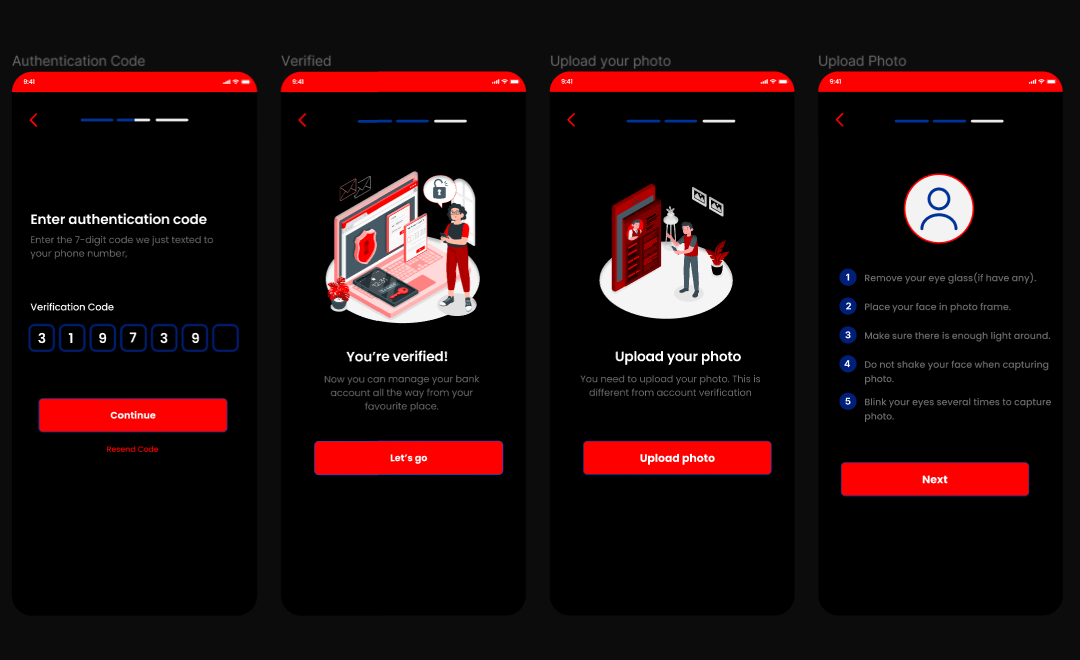 Authentication Code
9:41
Enter authentication code
Enter the 7-digit code we just texted to
your phone number,
Verification Code
3 1 9 7 3 9
Continue
Resend Code
Verified
9:41
You're verified!
Now you can manage your bank
account all the way from your
favourite place.
Let's go
Upload your photo
9:41
Upload your photo
You need to upload your photo. This is
different from account verification
Upload photo
Upload Photo
9:41
1 Remove your eye glass(if have any).
2 Place your face in photo frame.
3 Make sure there is enough light around.
4 Do not shake your face when capturing
photo.
5 Blink your eyes several times to capture
photo.
Next